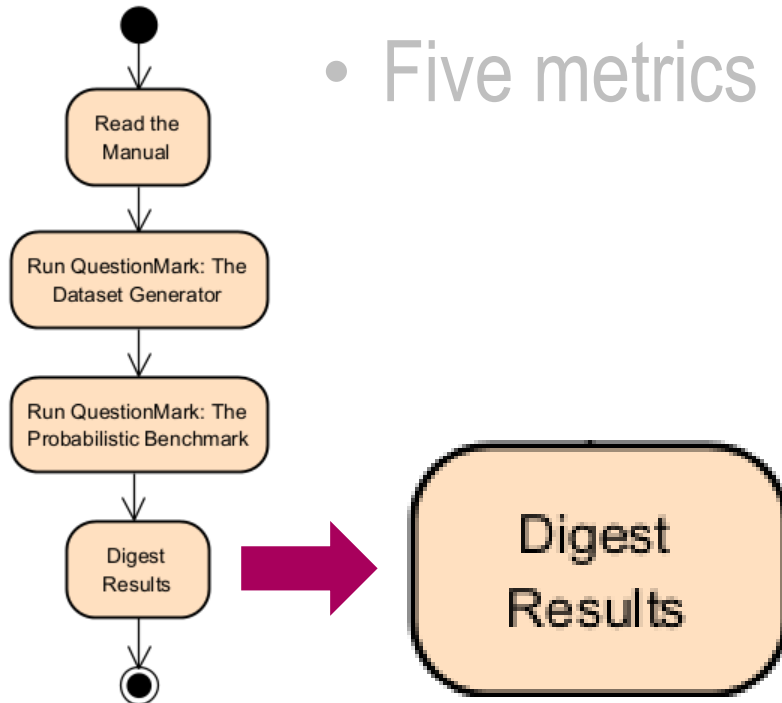 • Five metrics
Read the
Manual
Run QuestionMark: The
Dataset Generator
Run QuestionMark: The
Probabilistic Benchmark
Digest
Results
Digest
Results